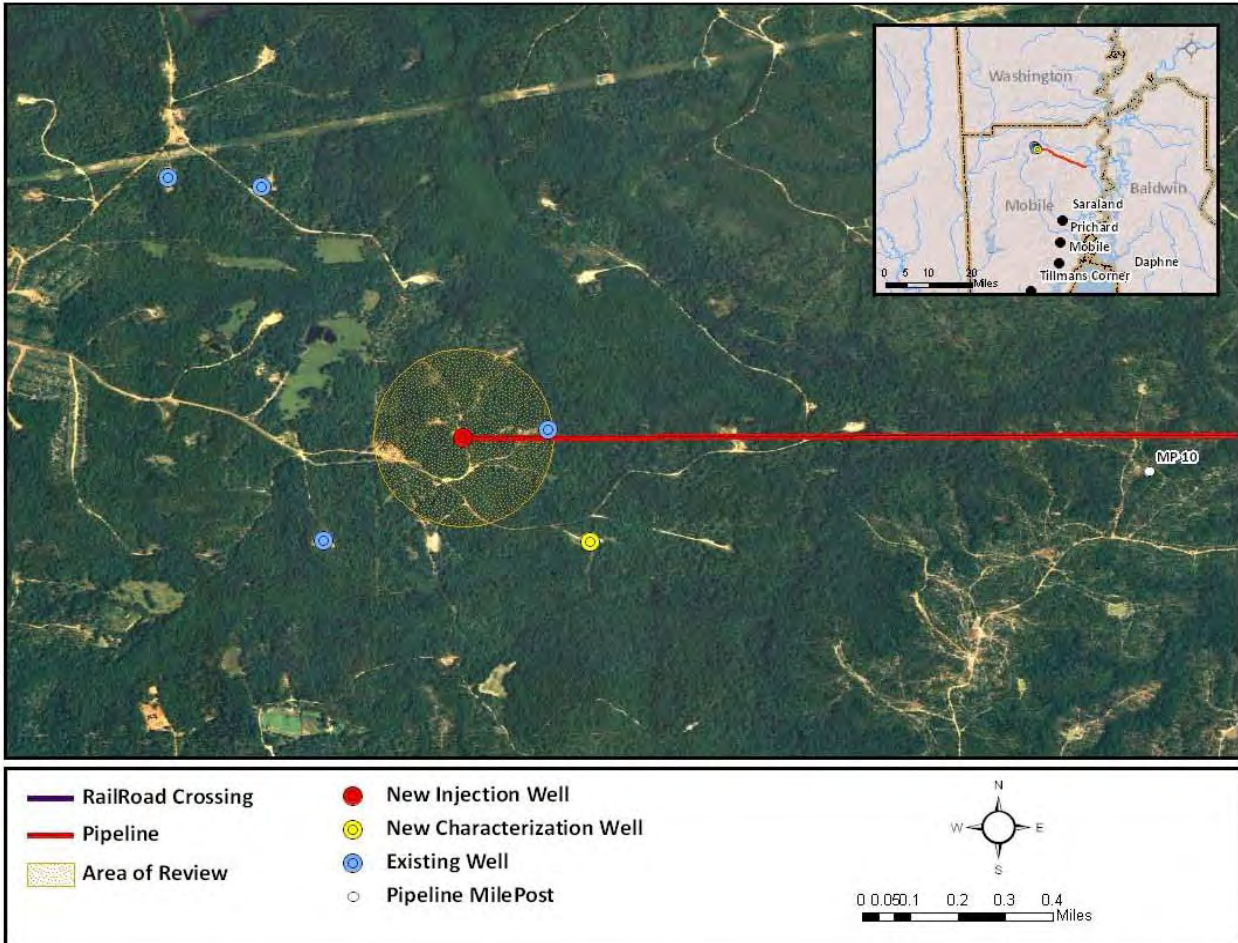 Washington
Mobile
Baldwin
Saraland
Prichard
Mobile
Daphne
Tillmans Corner
0 5 10 20
Miles
MP-10
RailRoad Crossing
Pipeline
Area of Review
New Injection Well
New Characterization Well
Existing Well
Pipeline MilePost
N
W E
S
0 0.050.1 0.2 0.3 0.4
Miles